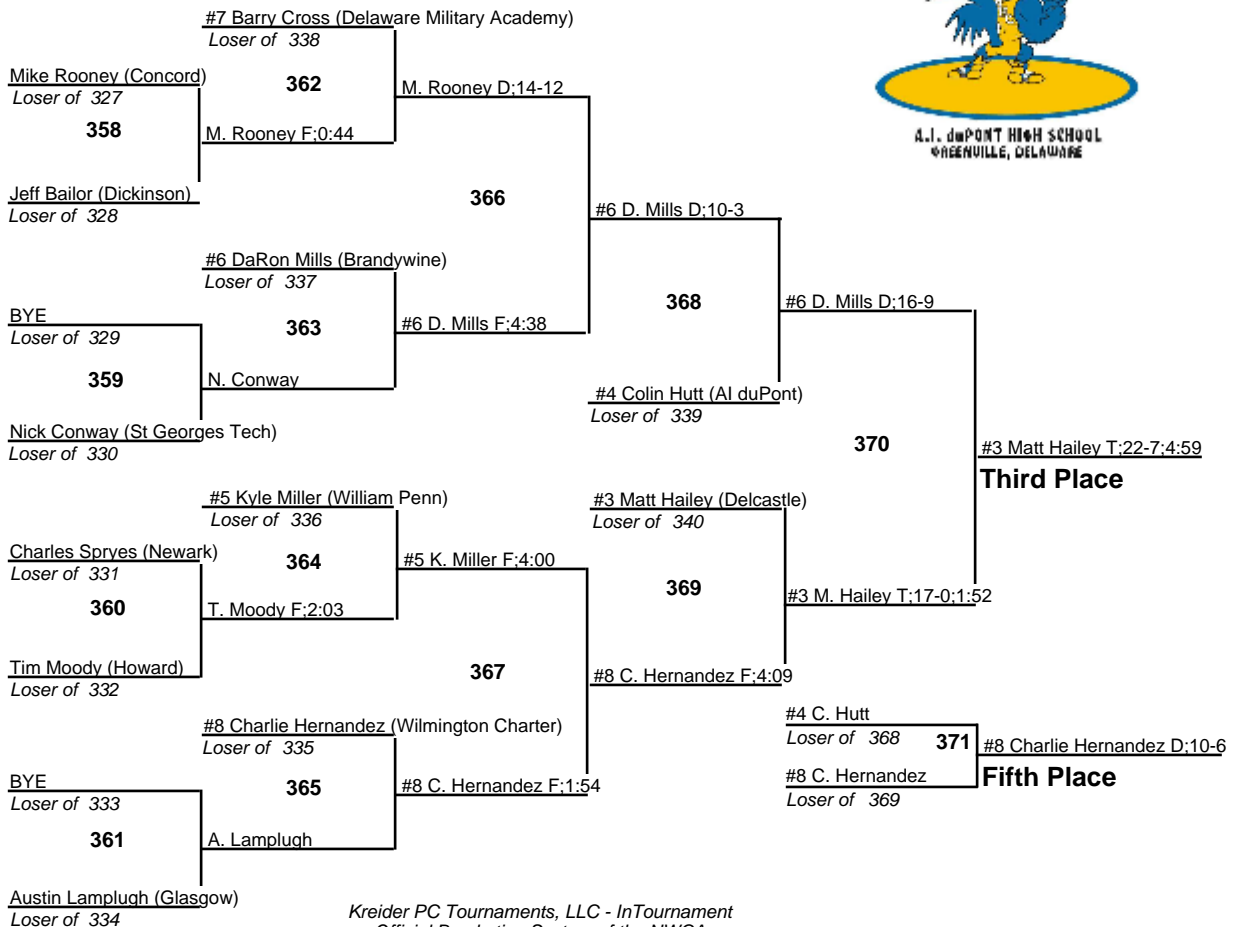 #7 Barry Cross (Delaware Military Academy)
Loser of 338
Mike Rooney (Concord)
Loser of 327
362
M. Rooney D;14-12
358
M. Rooney F;0:44
A.I. duPONT HIGH SCHOOL
GREENVILLE, DELAWARE
Jeff Bailor (Dickinson)
Loser of 328
366
#6 D. Mills D;10-3
#6 DaRon Mills (Brandywine)
Loser of 337
BYE
Loser of 329
363
#6 D. Mills F;4:38
368
#6 D. Mills D;16-9
359
N. Conway
#4 Colin Hutt (AI duPont)
Loser of 339
Nick Conway (St Georges Tech)
Loser of 330
370
#3 Matt Hailey T;22-7;4:59
Third Place
#5 Kyle Miller (William Penn)
Loser of 336
#3 Matt Hailey (Delcastle)
Loser of 340
Charles Spryes (Newark)
Loser of 331
364
#5 K. Miller F;4:00
369
360
T. Moody F;2:03
#3 M. Hailey T;17-0;1:52
Tim Moody (Howard)
Loser of 332
367
#8 C. Hernandez F;4:09
#8 Charlie Hernandez (Wilmington Charter)
Loser of 335
#4 C. Hutt
Loser of 368
371
#8 Charlie Hernandez D;10-6
Fifth Place
BYE
Loser of 333
365
#8 C. Hernandez F;1:54
#8 C. Hernandez
Loser of 369
361
A. Lamplugh
Austin Lamplugh (Glasgow)
Loser of 334
Kreider PC Tournaments, LLC - InTournament